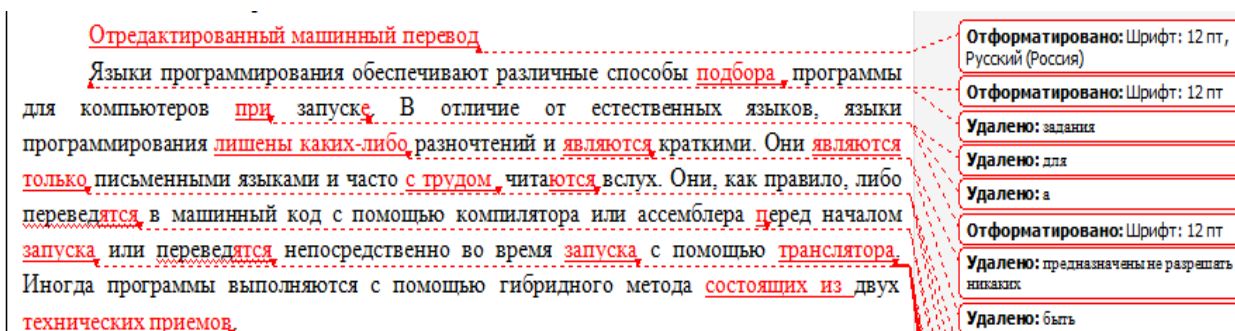 Отредактированный машинный перевод
Языки программирования обеспечивают различные способы подбора программы
для компьютеров при запуске. В отличие от естественных языков, языки
программирования лишены каких-либо разночтений и являются краткими. Они являются
только письменными языками и часто с трудом читаются вслух. Они, как правило, либо
переведятся в машинный код с помощью компилятора или ассемблера перед началом
запуска или переведятся непосредственно во время запуска с помощью транслятора.
Иногда программы выполняются с помощью гибридного метода состоящих из двух
технических приемов.
Отформатировано: Шрифт: 12 пт,
Русский (Россия)
Отформатировано: Шрифт: 12 пт
Удалено: задания
Удалено: для
Удалено: а
Отформатировано: Шрифт: 12 пт
Удалено: предназначены не разрешать
никаких
Удалено: быть